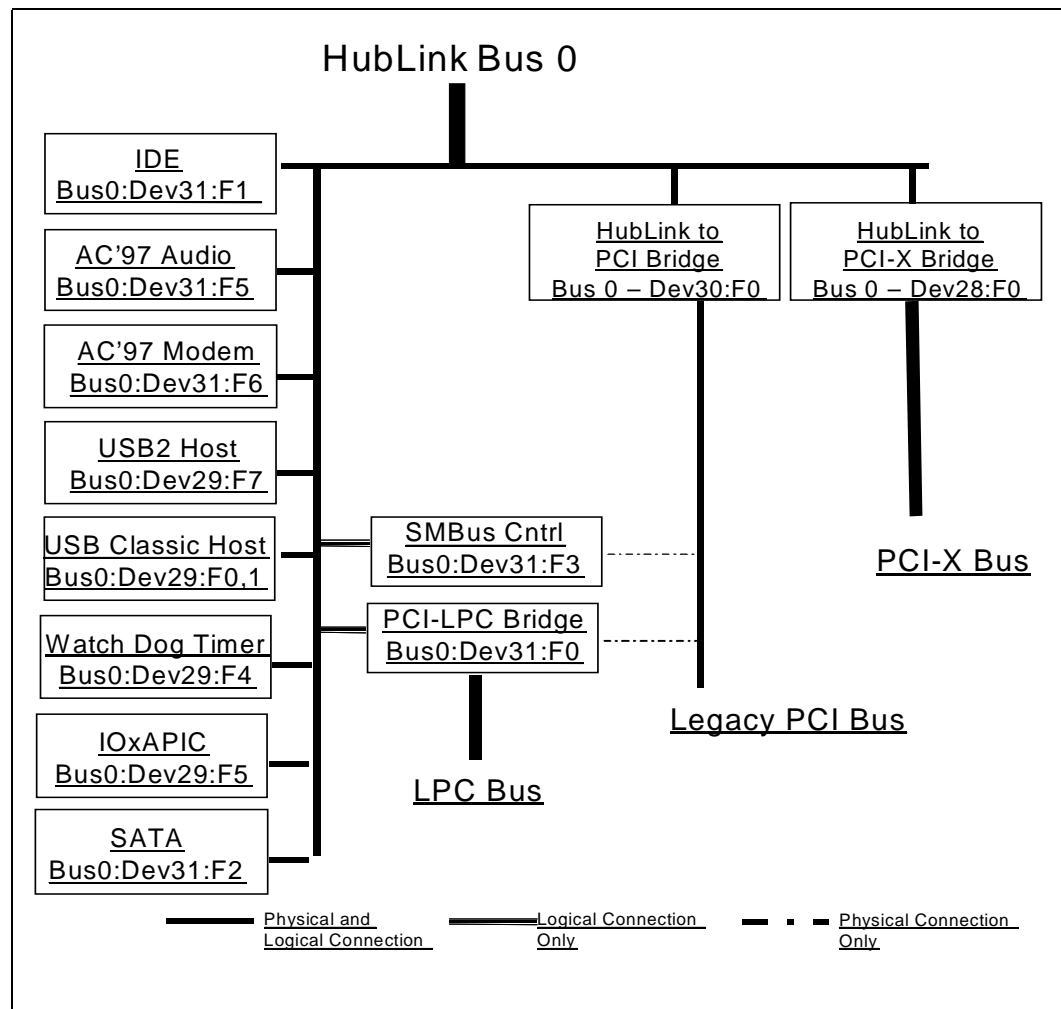 HubLink Bus 0
IDE
Bus0:Dev31:F1
AC'97 Audio
Bus0:Dev31:F5
AC'97 Modem
Bus0:Dev31:F6
USB2 Host
Bus0:Dev29:F7
USB Classic Host
Bus0:Dev29:F0,1
Watch Dog Timer
Bus0:Dev29:F4
IOxAPIC
Bus0:Dev29:F5
SATA
Bus0:Dev31:F2
SMBus Cntrl
Bus0:Dev31:F3
PCI-LPC Bridge
Bus0:Dev31:F0
LPC Bus
HubLink to
PCI Bridge
Bus 0 – Dev30:F0
Legacy PCI Bus
HubLink to
PCI-X Bridge
Bus 0 – Dev28:F0
PCI-X Bus
Physical and
Logical Connection
Logical Connection
Only
Physical Connection
Only